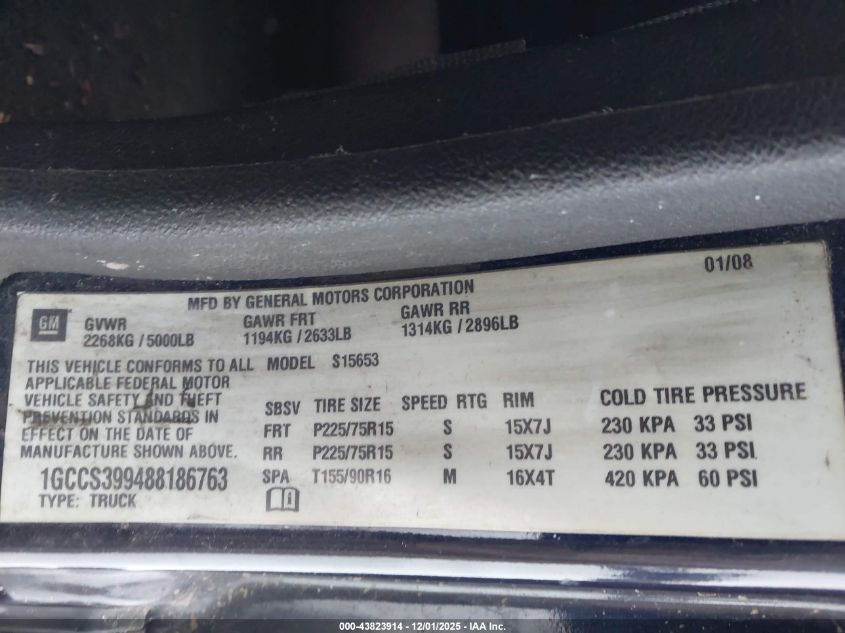 01/08
MFD BY GENERAL MOTORS CORPORATION
GM GVWR GAWR FRT GAWR RR
2268KG / 5000LB 1194KG / 2633LB 1314KG / 2896LB
THIS VEHICLE CONFORMS TO ALL MODEL S15653
APPLICABLE FEDERAL MOTOR
VEHICLE SAFETY AND THEFT
PREVENTION STANDARDS IN
EFFECT ON THE DATE OF
MANUFACTURE SHOWN ABOVE.
1GCCS399488186763
TYPE: TRUCK
SBSV TIRE SIZE SPEED RTG RIM COLD TIRE PRESSURE
FRT P225/75R15 S 15X7J 230 KPA 33 PSI
RR P225/75R15 S 15X7J 230 KPA 33 PSI
SPA T155/90R16 M 16X4T 420 KPA 60 PSI
000-43823914 - 12/01/2025 - IAA Inc.